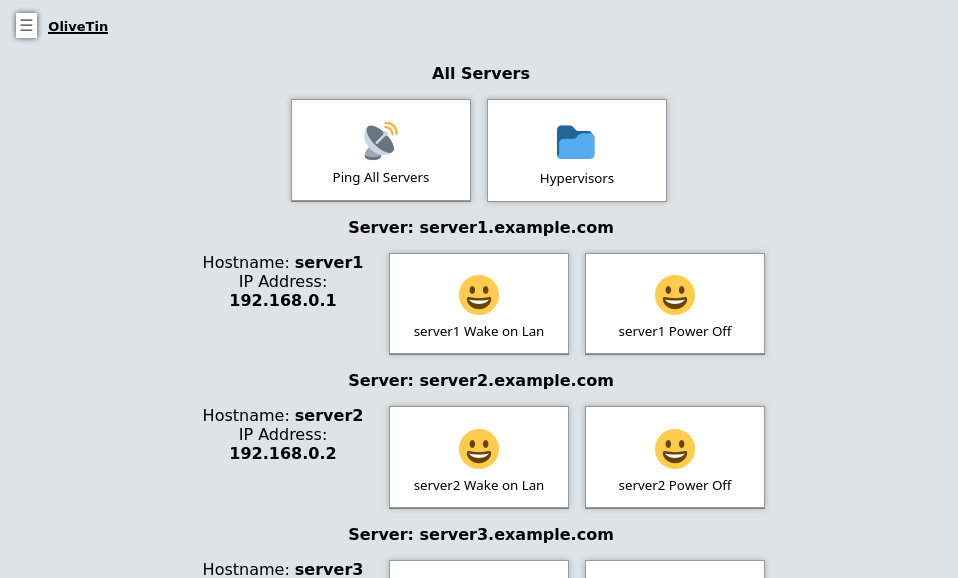 OliveTin
All Servers
Ping All Servers
Hypervisors
Server: server1.example.com
Hostname: server1
IP Address:
192.168.0.1
server1 Wake on Lan
server1 Power Off
Server: server2.example.com
Hostname: server2
IP Address:
192.168.0.2
server2 Wake on Lan
server2 Power Off
Server: server3.example.com
Hostname: server3